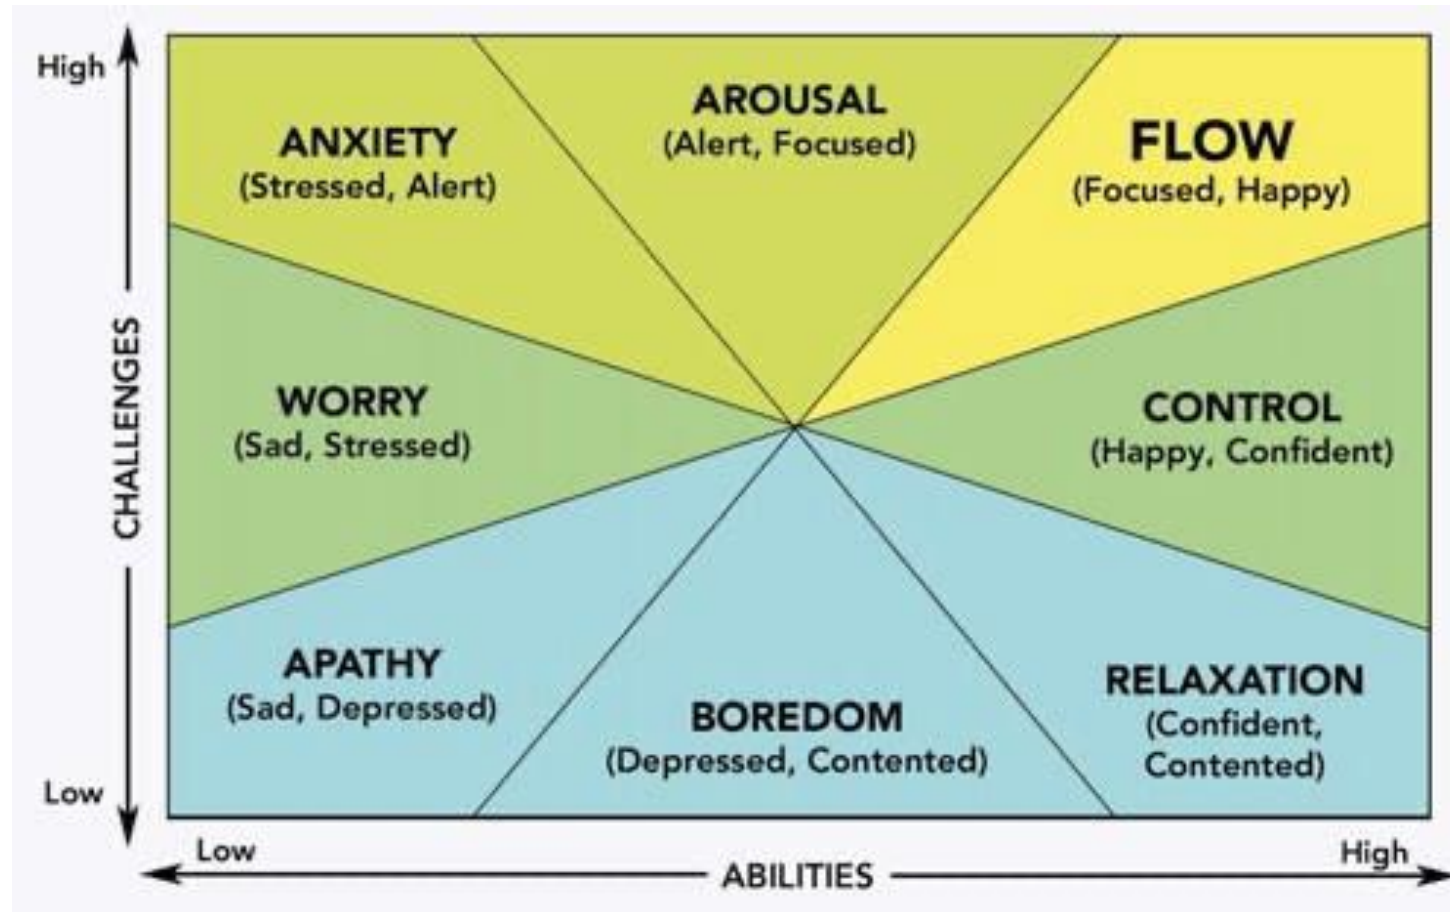 High
AROUSAL
(Alert, Focused)
ANXIETY
(Stressed, Alert)
FLOW
(Focused, Happy)
CHALLENGES
WORRY
(Sad, Stressed)
CONTROL
(Happy, Confident)
APATHY
(Sad, Depressed)
BOREDOM
(Depressed, Contented)
RELAXATION
(Confident,
Contented)
Low
Low
High
ABILITIES